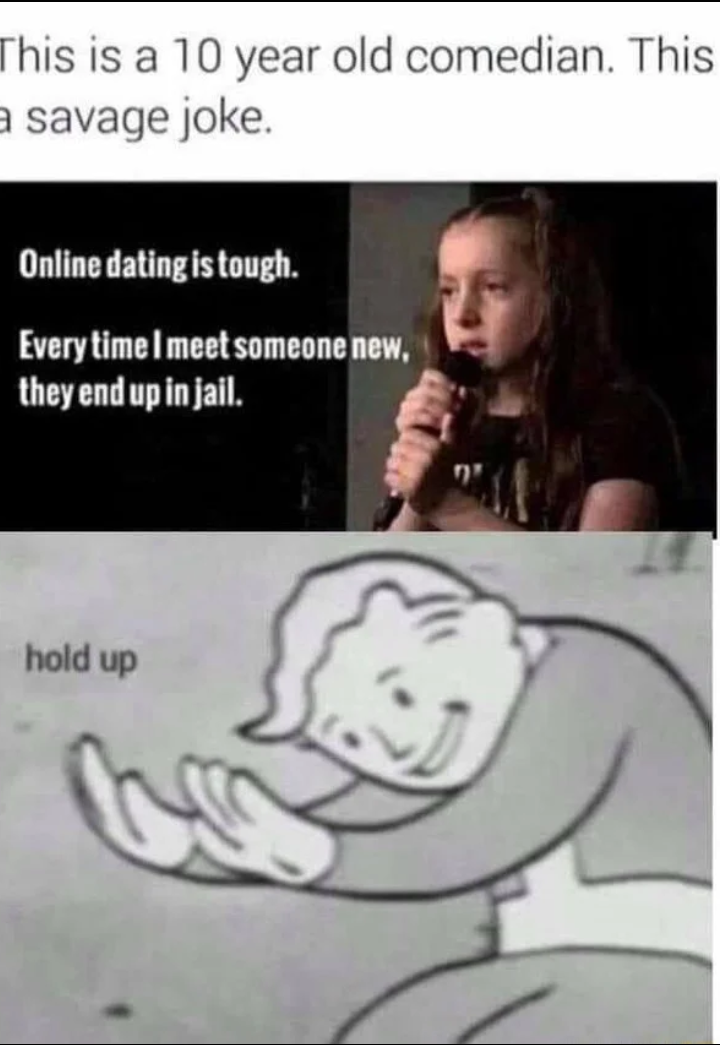 This is a 10 year old comedian. This
a savage joke.
Online dating is tough.
Every time I meet someone new,
they end up in jail.
hold up